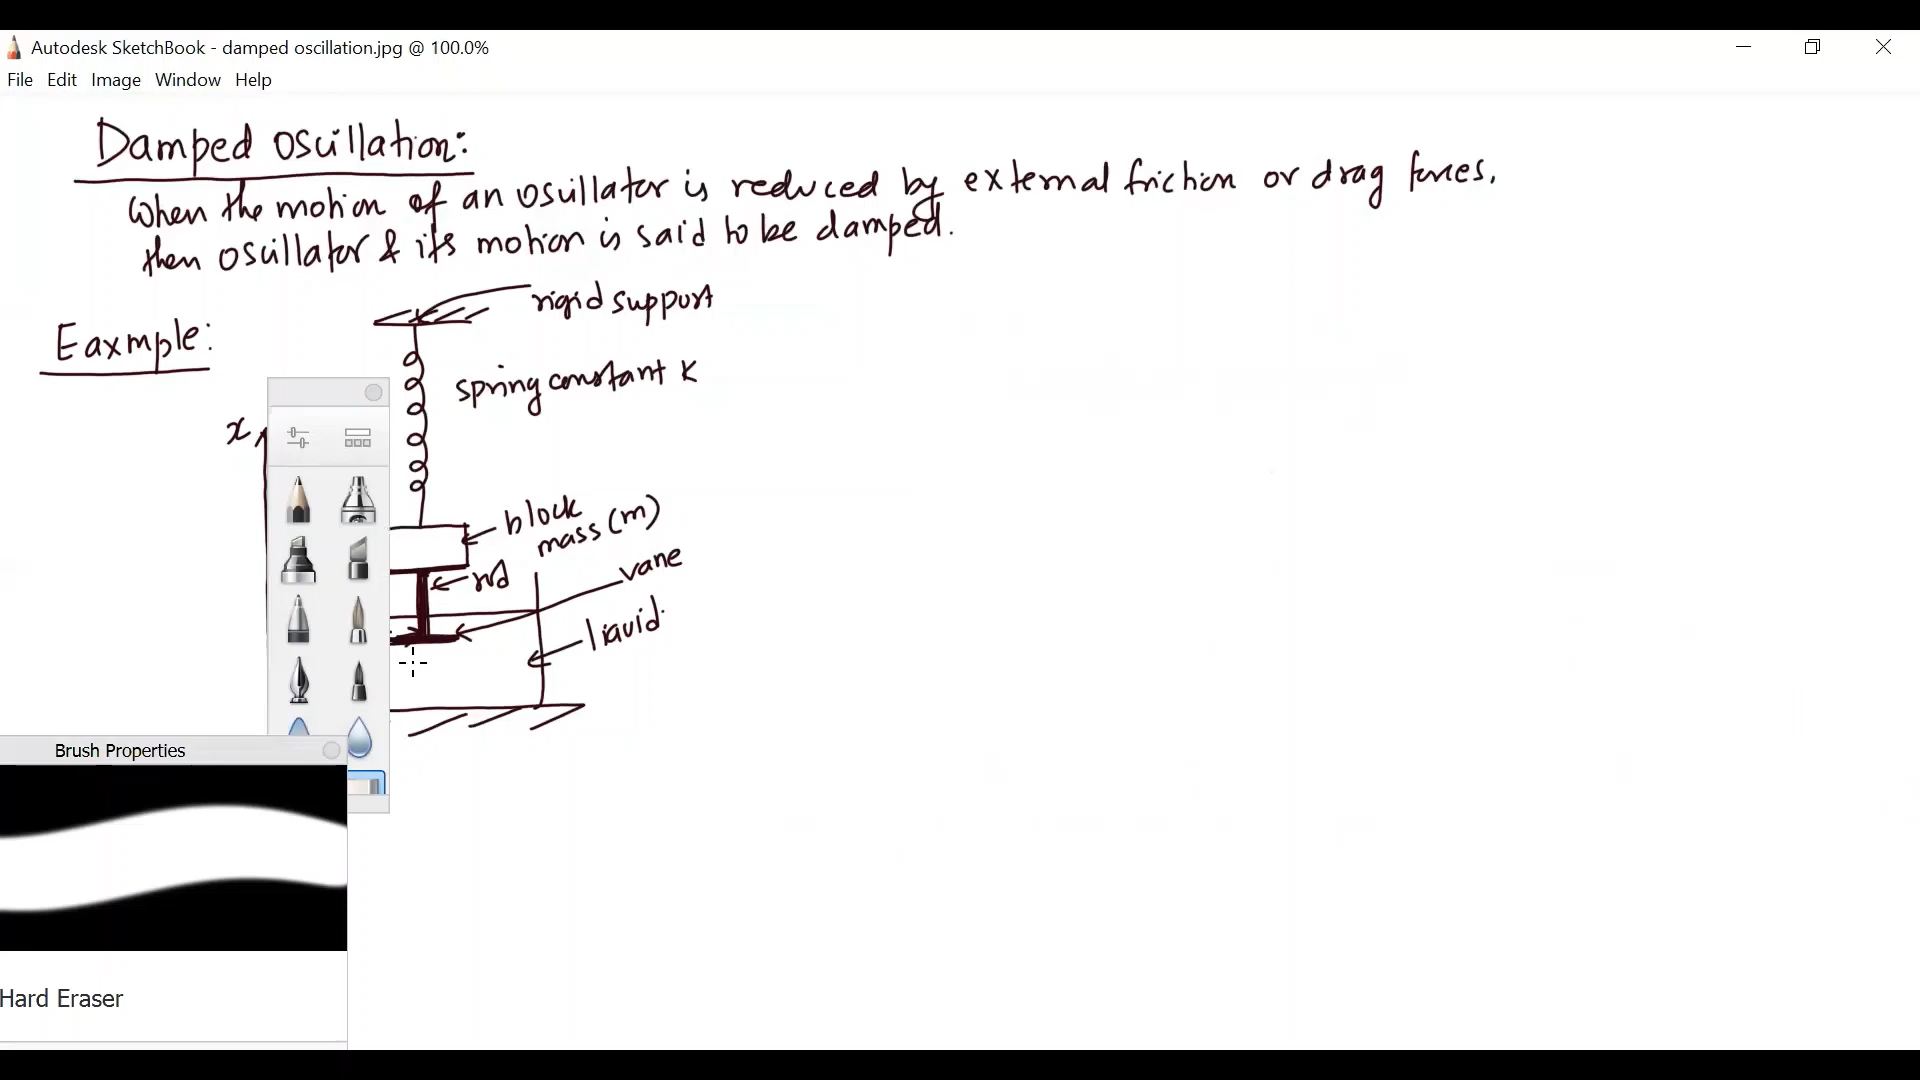 Autodesk SketchBook - damped oscillation.jpg @ 100.0%
File Edit Image Window Help
Damped oscillation:
When the motion of an oscillator is reduced by external friction or drag forces.
then oscillator & its motion is said to be damped.
rigid support
Eaxmple:
spring constant K
x
block
mass (m)
rod
vane
liquid
Brush Properties
Hard Eraser